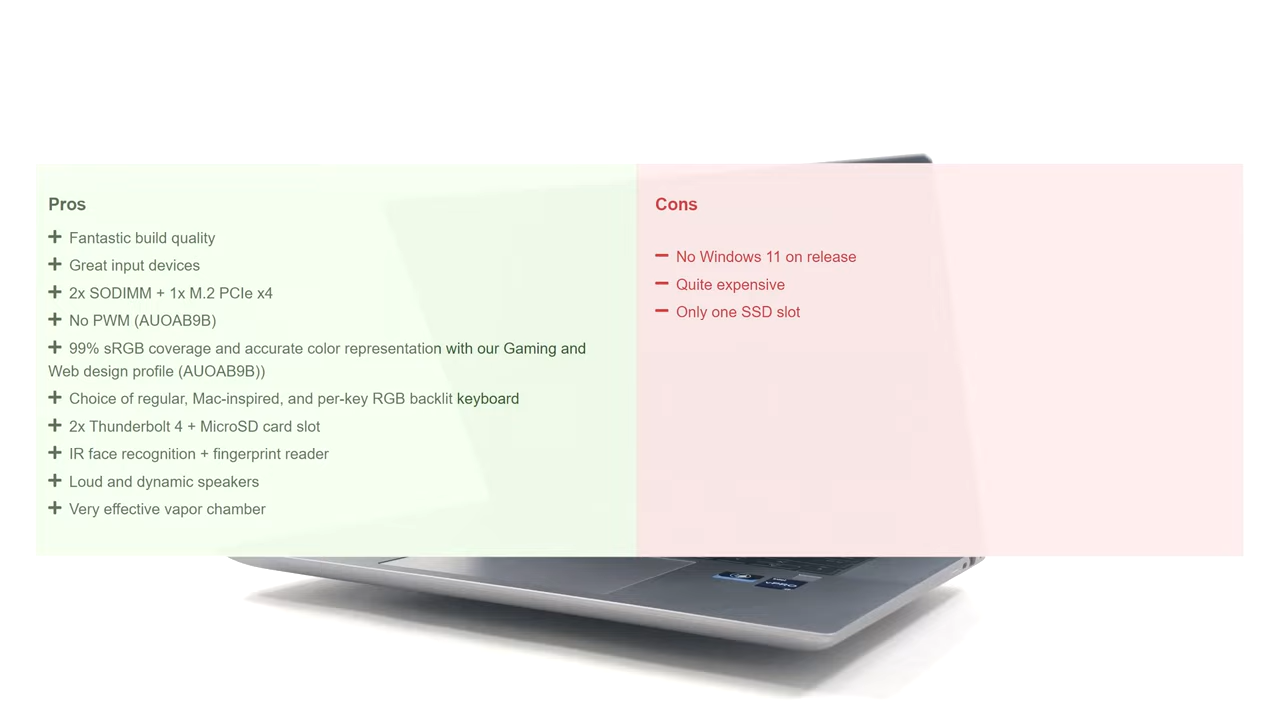 Pros
Fantastic build quality
Great input devices
2x SODIMM + 1x M.2 PCIe x4
No PWM (AUOAB9B)
99% sRGB coverage and accurate color representation with our Gaming and
Web design profile (AUOAB9B))
Choice of regular, Mac-inspired, and per-key RGB backlit keyboard
2x Thunderbolt 4 + MicroSD card slot
IR face recognition + fingerprint reader
Loud and dynamic speakers
Very effective vapor chamber
Cons
No Windows 11 on release
Quite expensive
Only one SSD slot
vPRO